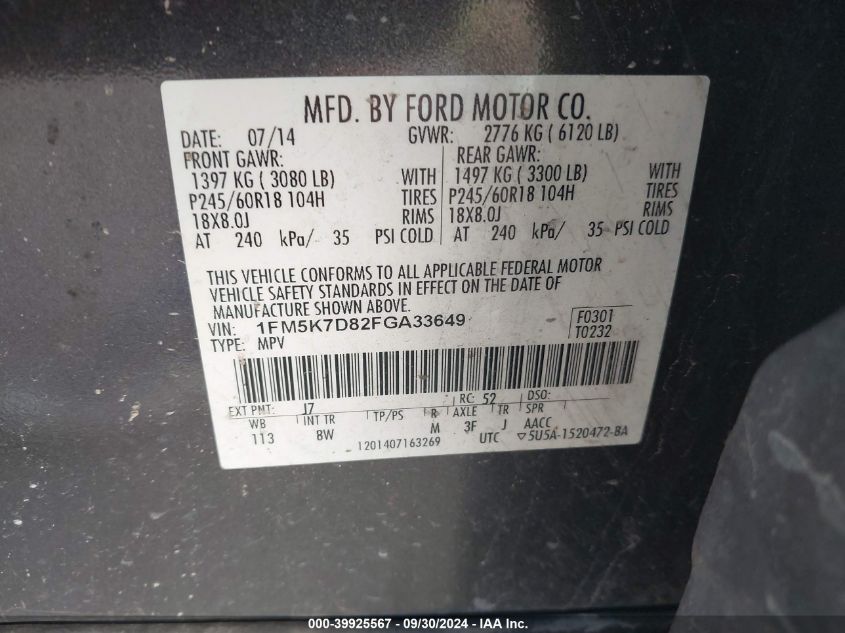 MFD. BY FORD MOTOR CO.
DATE: 07/14 GVWR: 2776 KG ( 6120 LB)
FRONT GAWR: REAR GAWR:
1397 KG ( 3080 LB) WITH 1497 KG ( 3300 LB) WITH
P245/60R18 104H TIRES P245/60R18 104H TIRES
18X8.0J RIMS 18X8.0J RIMS
AT 240 kPa/ 35 PSI COLD AT 240 kPa/ 35 PSI COLD
THIS VEHICLE CONFORMS TO ALL APPLICABLE FEDERAL MOTOR
VEHICLE SAFETY STANDARDS IN EFFECT ON THE DATE OF
MANUFACTURE SHOWN ABOVE.
VIN: 1FM5K7D82FGA33649 F0301
TYPE: MPV T0232
EXT PNT: J7 RC: 52 DSO:
WB INT TR TP/PS R AXLE TR SPR
113 8W M 3F J AACC
1201407163269 UTC ▽5U5A-1520472-BA
000-39925567 - 09/30/2024 - IAA Inc.